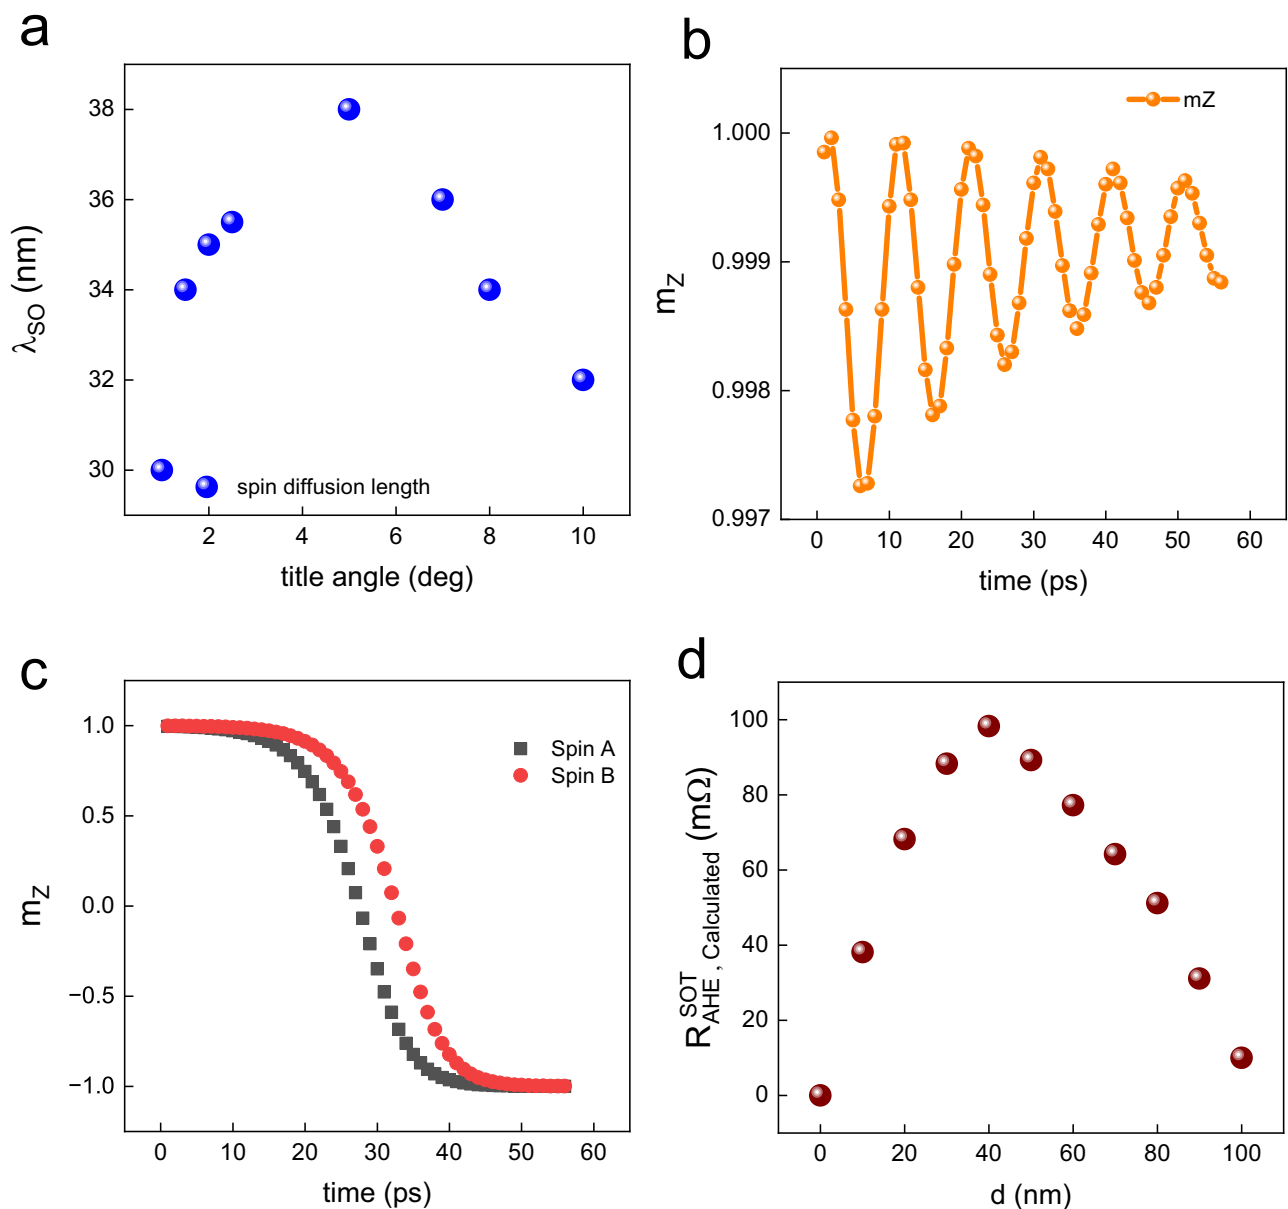 a
38
36
34
32
30
λSO (nm)
spin diffusion length
2
4
6
8
10
title angle (deg)
b
mZ
1.000
0.999
0.998
0.997
mZ
0
10
20
30
40
50
60
time (ps)
c
1.0
0.5
0.0
−0.5
−1.0
mZ
Spin A
Spin B
0
10
20
30
40
50
60
time (ps)
d
100
80
60
40
20
0
R SOT AHE, Calculated (mΩ)
0
20
40
60
80
100
d (nm)